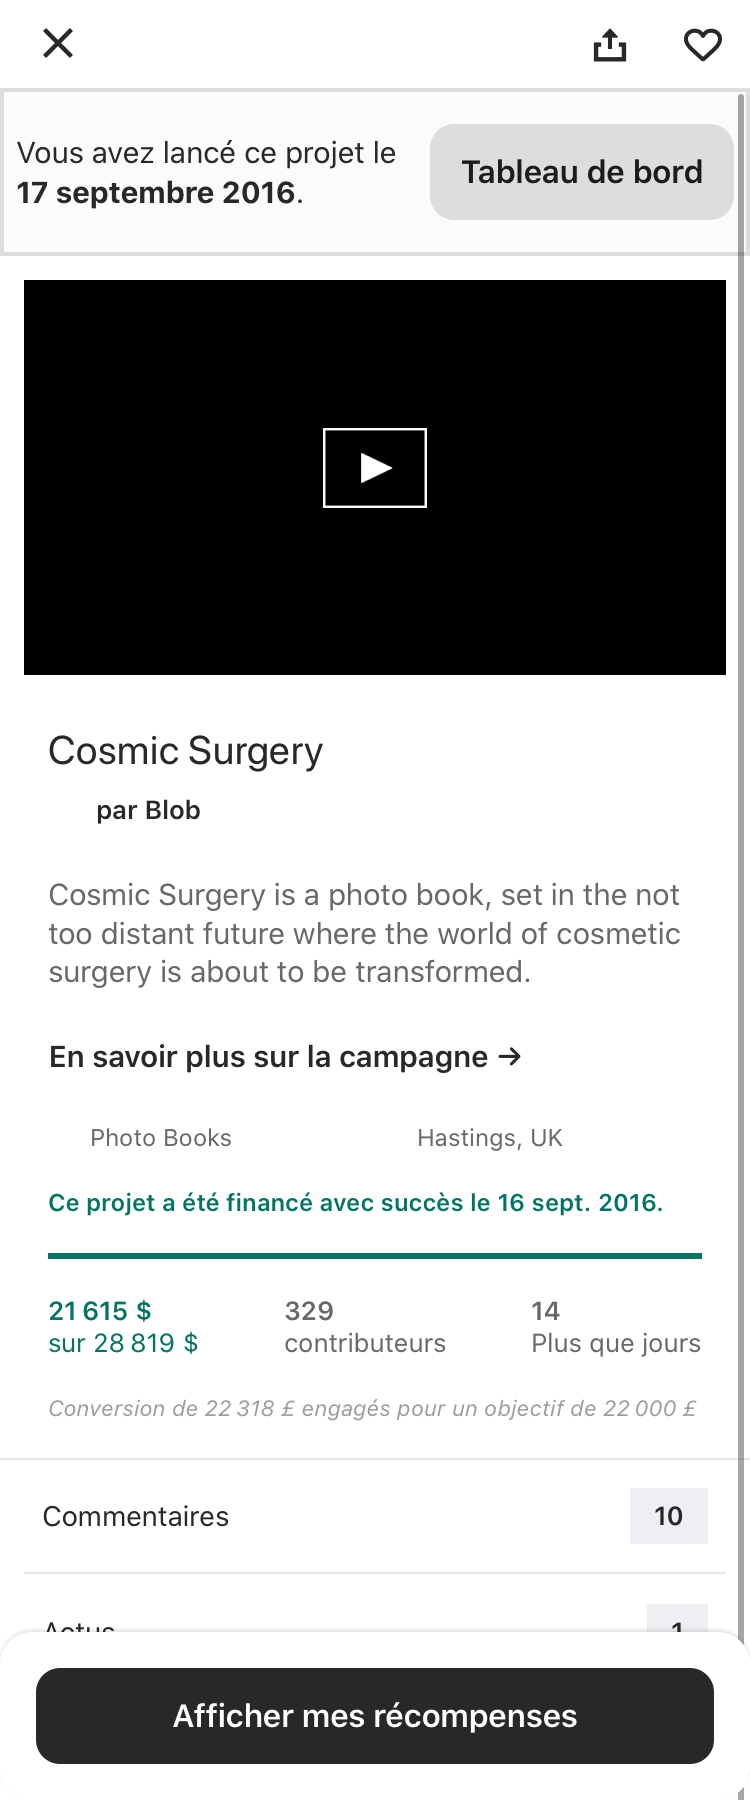 Vous avez lancé ce projet le
17 septembre 2016.
Tableau de bord
Cosmic Surgery
par Blob
Cosmic Surgery is a photo book, set in the not
too distant future where the world of cosmetic
surgery is about to be transformed.
En savoir plus sur la campagne →
Photo Books
Hastings, UK
Ce projet a été financé avec succès le 16 sept. 2016.
21 615 $
sur 28 819 $
329
contributeurs
14
Plus que jours
Conversion de 22 318 £ engagés pour un objectif de 22 000 £
Commentaires
10
Actus
1
Afficher mes récompenses